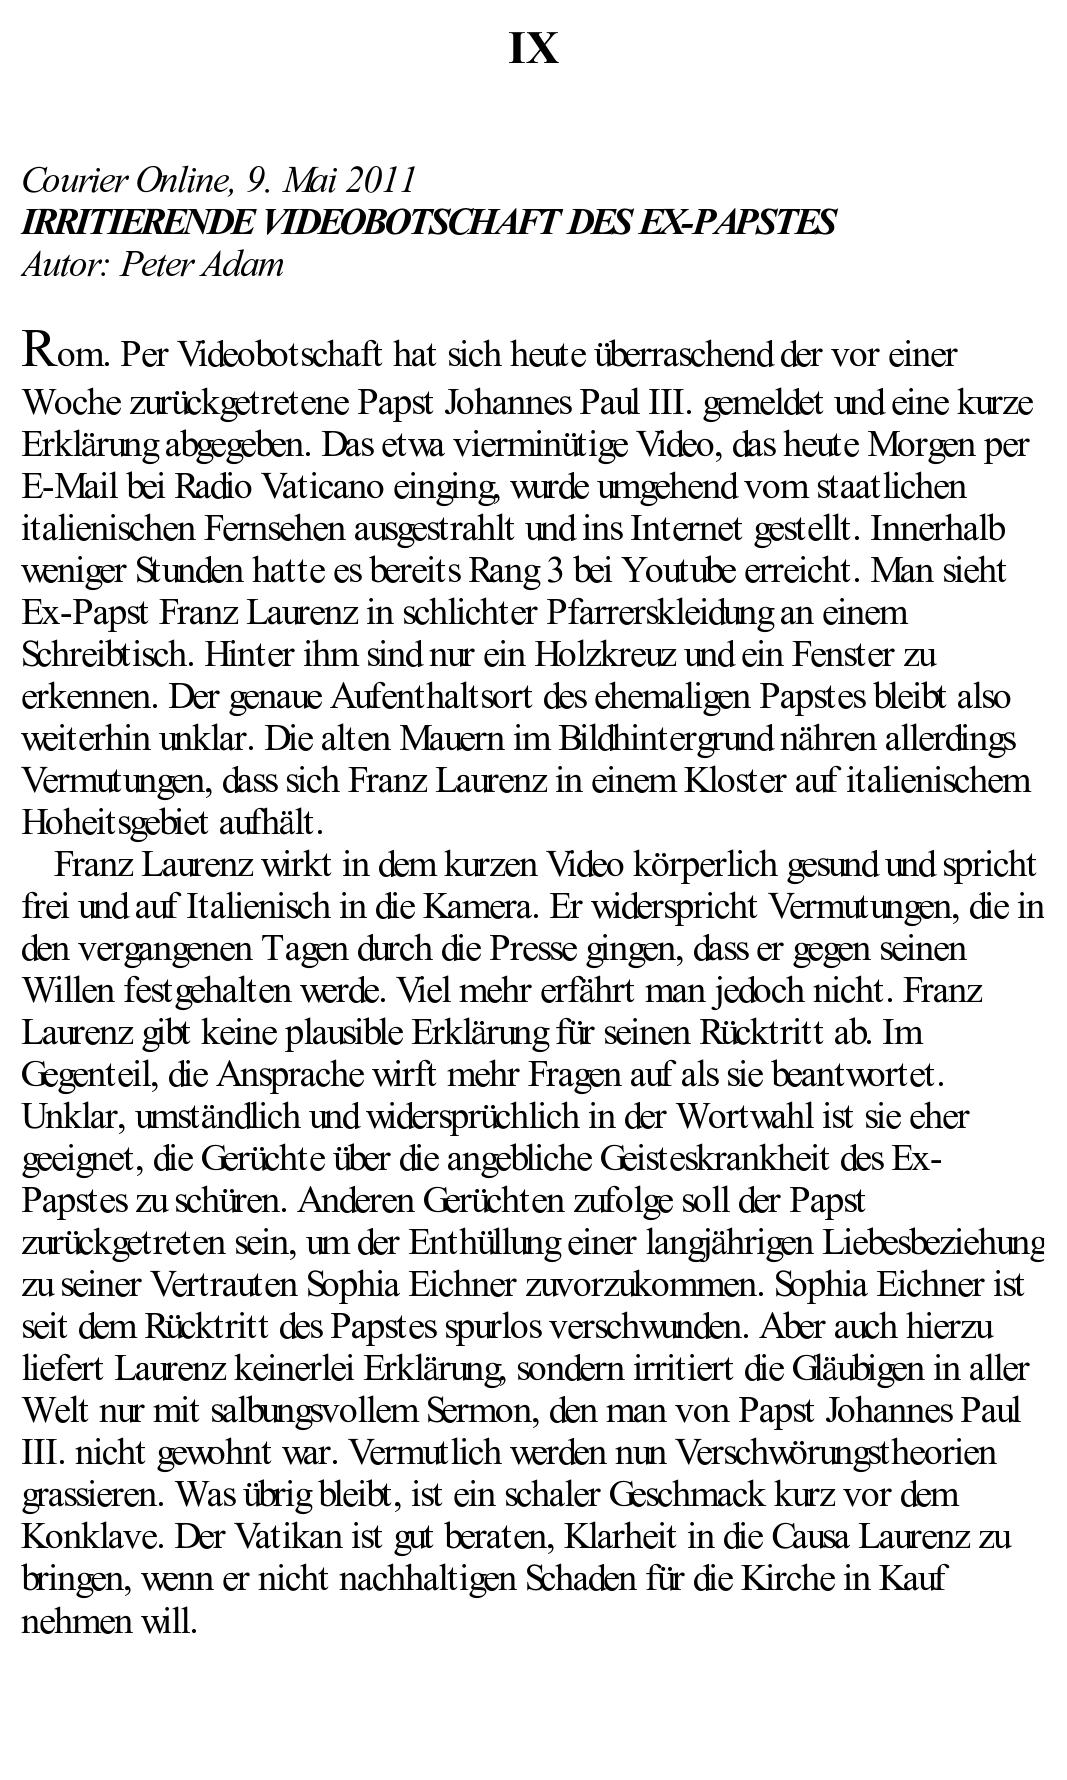 IX
Courier Online, 9. Mai 2011
IRRITIERENDE VIDEOBOTSCHAFT DES EX-PAPSTES
Autor: Peter Adam
Rom. Per Videobotschaft hat sich heute überraschend der vor einer
Woche zurückgetretene Papst Johannes Paul III. gemeldet und eine kurze
Erklärung abgegeben. Das etwa vierminütige Video, das heute Morgen per
E-Mail bei Radio Vaticano einging, wurde umgehend vom staatlichen
italienischen Fernsehen ausgestrahlt und ins Internet gestellt. Innerhalb
weniger Stunden hatte es bereits Rang 3 bei Youtube erreicht. Man sieht
Ex-Papst Franz Laurenz in schlichter Pfarrerskleidung an einem
Schreibtisch. Hinter ihm sind nur ein Holzkreuz und ein Fenster zu
erkennen. Der genaue Aufenthaltsort des ehemaligen Papstes bleibt also
weiterhin unklar. Die alten Mauern im Bildhintergrund nähren allerdings
Vermutungen, dass sich Franz Laurenz in einem Kloster auf italienischem
Hoheitsgebiet aufhält.
Franz Laurenz wirkt in dem kurzen Video körperlich gesund und spricht
frei und auf Italienisch in die Kamera. Er widerspricht Vermutungen, die in
den vergangenen Tagen durch die Presse gingen, dass er gegen seinen
Willen festgehalten werde. Viel mehr erfährt man jedoch nicht. Franz
Laurenz gibt keine plausible Erklärung für seinen Rücktritt ab. Im
Gegenteil, die Ansprache wirft mehr Fragen auf als sie beantwortet.
Unklar, umständlich und widersprüchlich in der Wortwahl ist sie eher
geeignet, die Gerüchte über die angebliche Geisteskrankheit des Ex-
Papstes zu schüren. Anderen Gerüchten zufolge soll der Papst
zurückgetreten sein, um der Enthüllung einer langjährigen Liebesbeziehung
zu seiner Vertrauten Sophia Eichner zuvorzukommen. Sophia Eichner ist
seit dem Rücktritt des Papstes spurlos verschwunden. Aber auch hierzu
liefert Laurenz keinerlei Erklärung, sondern irritiert die Gläubigen in aller
Welt nur mit salbungsvollem Sermon, den man von Papst Johannes Paul
III. nicht gewohnt war. Vermutlich werden nun Verschwörungstheorien
grassieren. Was übrig bleibt, ist ein schaler Geschmack kurz vor dem
Konklave. Der Vatikan ist gut beraten, Klarheit in die Causa Laurenz zu
bringen, wenn er nicht nachhaltigen Schaden für die Kirche in Kauf
nehmen will.